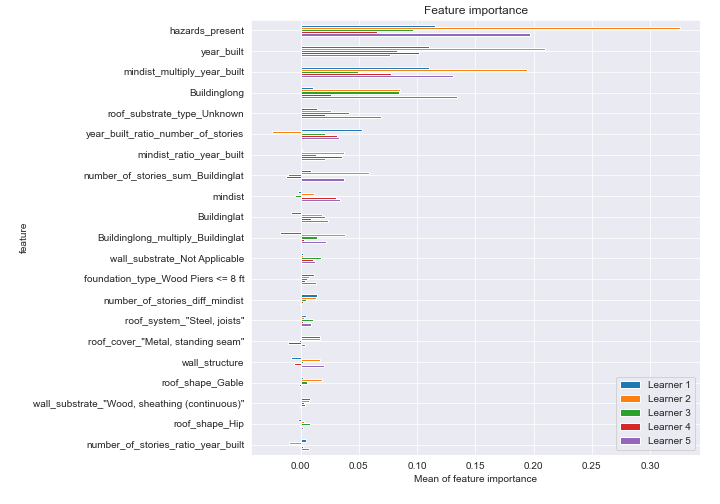 Feature importance
hazards_present
year_built
mindist_multiply_year_built
Buildinglong
roof_substrate_type_Unknown
year_built_ratio_number_of_stories
mindist_ratio_year_built
number_of_stories_sum_Buildinglat
mindist
Buildinglat
Buildinglong_multiply_Buildinglat
wall_substrate_Not Applicable
foundation_type_Wood Piers <= 8 ft
number_of_stories_diff_mindist
roof_system_"Steel, joists"
roof_cover_"Metal, standing seam"
wall_structure
roof_shape_Gable
wall_substrate_"Wood, sheathing (continuous)"
roof_shape_Hip
number_of_stories_ratio_year_built
feature
Learner 1
Learner 2
Learner 3
Learner 4
Learner 5
0.00 0.05 0.10 0.15 0.20 0.25 0.30
Mean of feature importance